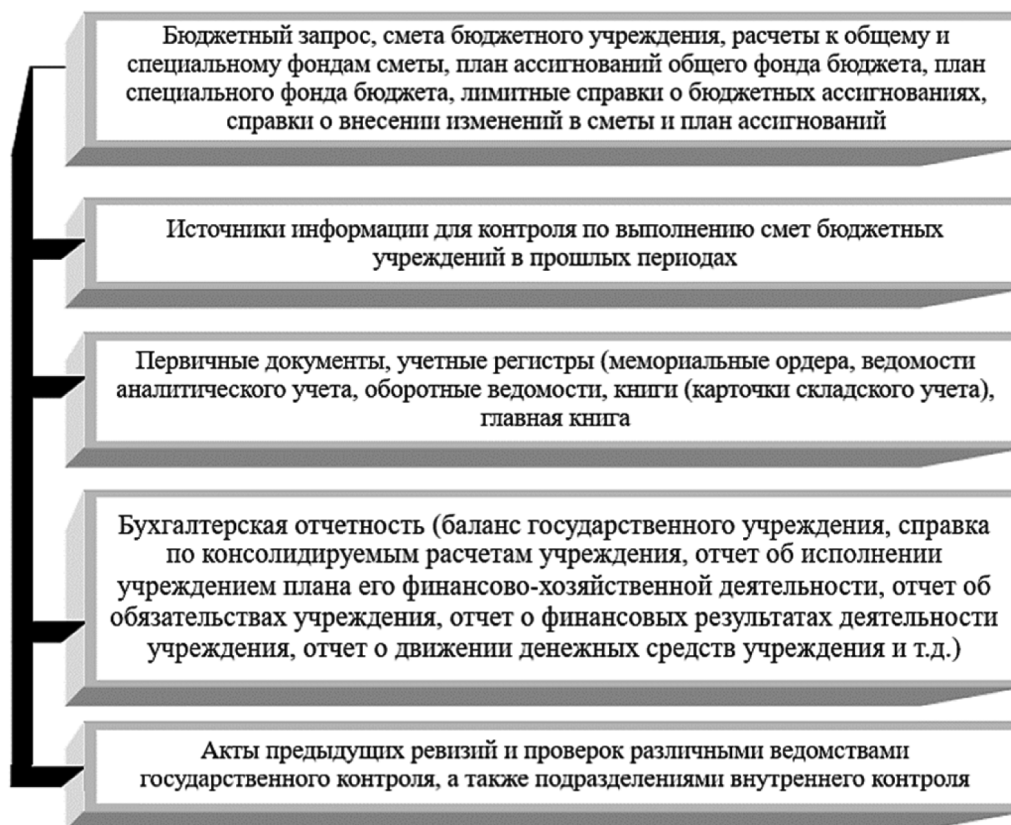 Бюджетный запрос, смета бюджетного учреждения, расчеты к общему и
специальному фондам сметы, план ассигнований общего фонда бюджета, план
специального фонда бюджета, лимитные справки о бюджетных ассигнованиях,
справки о внесении изменений в сметы и план ассигнований
Источники информации для контроля по выполнению смет бюджетных
учреждений в прошлых периодах
Первичные документы, учетные регистры (мемориальные ордера, ведомости
аналитического учета, оборотные ведомости, книги (карточки складского учета),
главная книга
Бухгалтерская отчетность (баланс государственного учреждения, справка
по консолидируемым расчетам учреждения, отчет об исполнении
учреждением плана его финансово-хозяйственной деятельности, отчет об
обязательствах учреждения, отчет о финансовых результатах деятельности
учреждения, отчет о движении денежных средств учреждения и т.д.)
Акты предыдущих ревизий и проверок различными ведомствами
государственного контроля, а также подразделениями внутреннего контроля